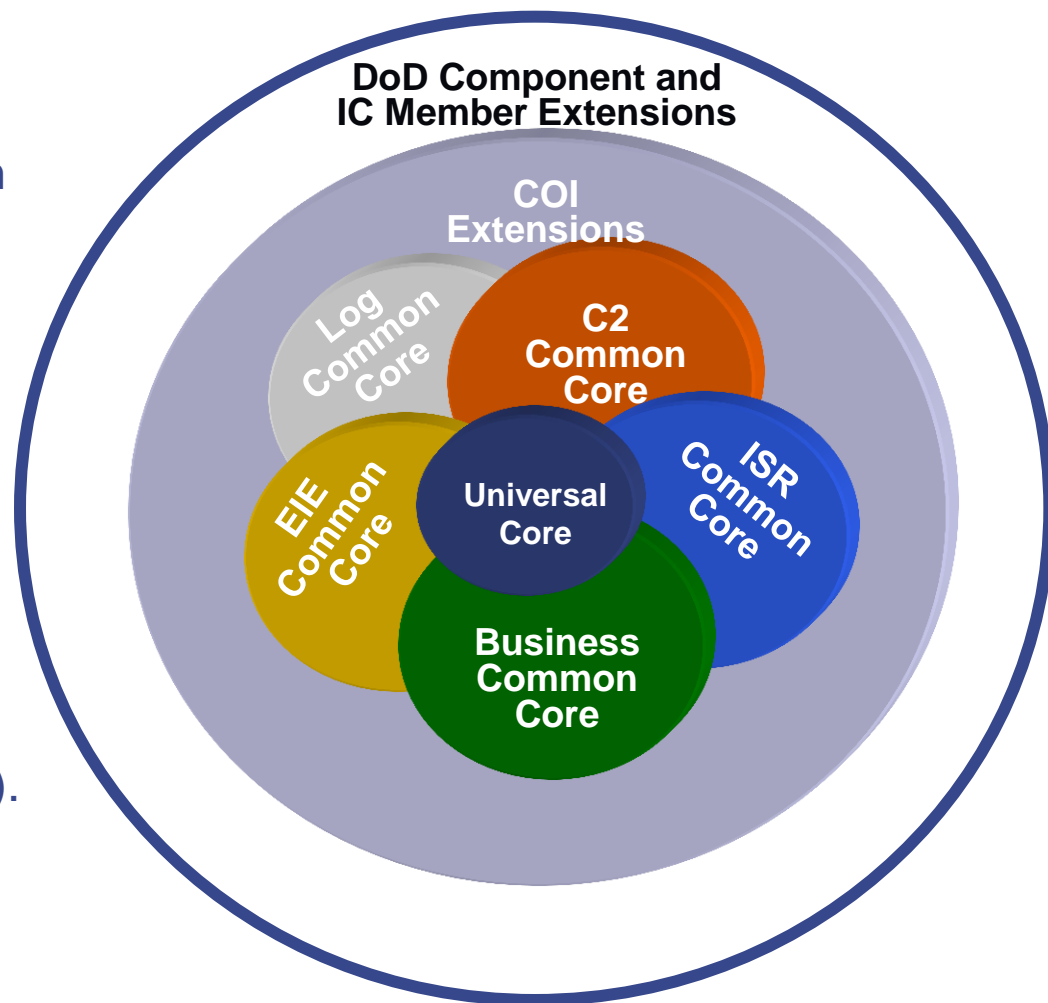 DoD Component and
IC Member Extensions
COI
Extensions
Log
Common
Core
C2
Common
Core
ISR
Common
Core
EIE
Common
Core
Universal
Core
Business
Common
Core
).